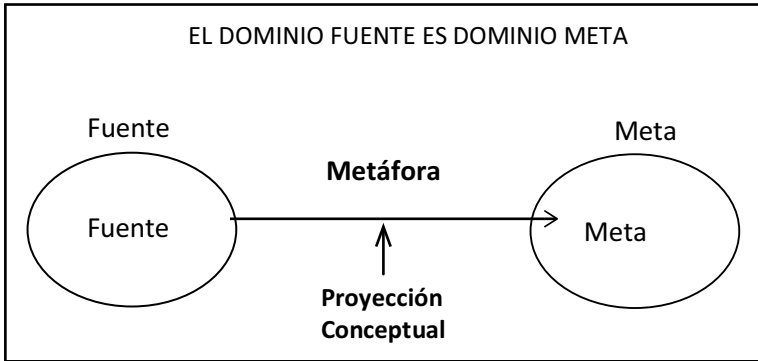 EL DOMINIO FUENTE ES DOMINIO META
Fuente
Meta
Metáfora
Fuente
Meta
Proyección
Conceptual